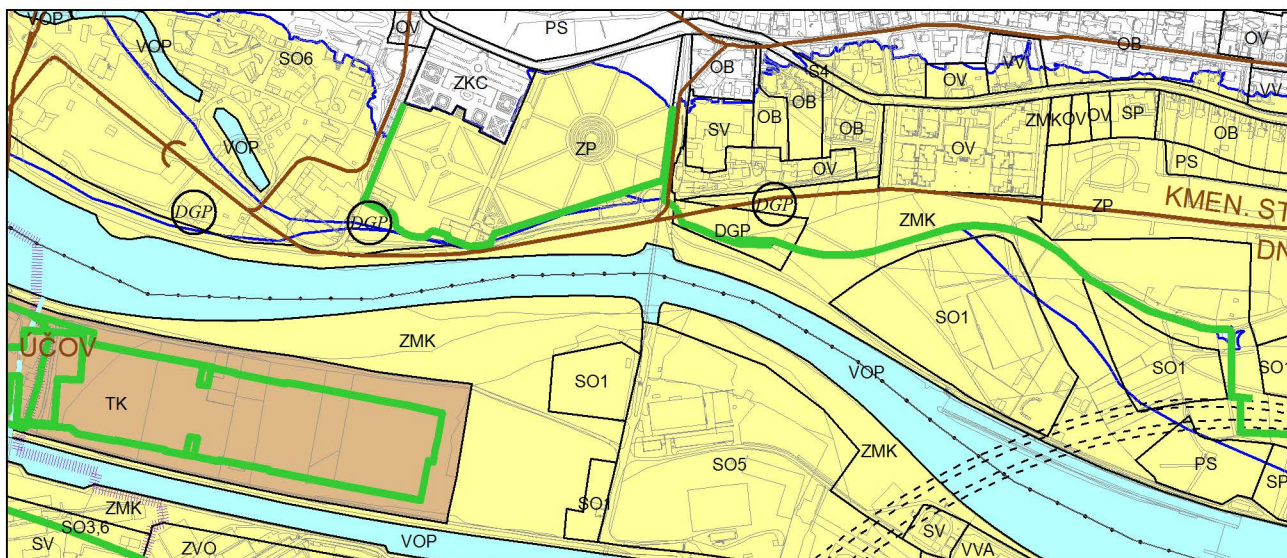 VOP
VOP
SO6
OV
PS
ZKC
OB
S4
OV
VV
OB
OV
VV
VOP
ZP
SV
OB
OB
OB
OV
OV
ZMK
OV
OV
SP
OB
PS
DGP
DGP
DGP
DGP
ZMK
ZP
KMEN. ST
DN
ÚČOV
TK
ZMK
SO1
VOP
SO1
SO1
SO1
SO5
ZMK
PS
SP
SO1
ZMK
SO3,6
SV
ZVO
VOP
SV
VVA